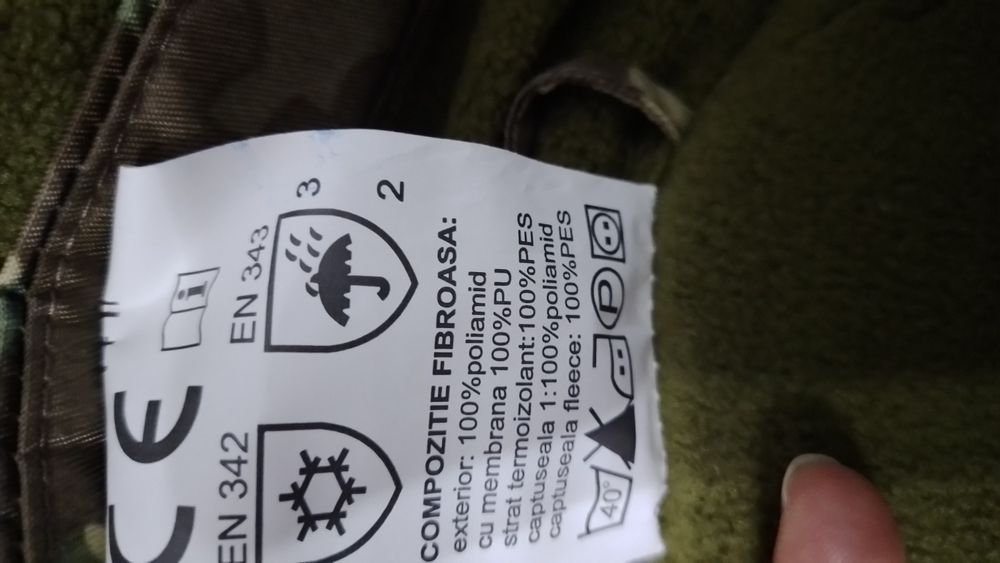 CE
i
EN 342
EN 343
3
2
COMPOZITIE FIBROASA:
exterior: 100%poliamid
cu membrana 100%PU
strat termoizolant:100%PES
captuseala 1:100%poliamid
captuseala fleece: 100%PES
40°
P